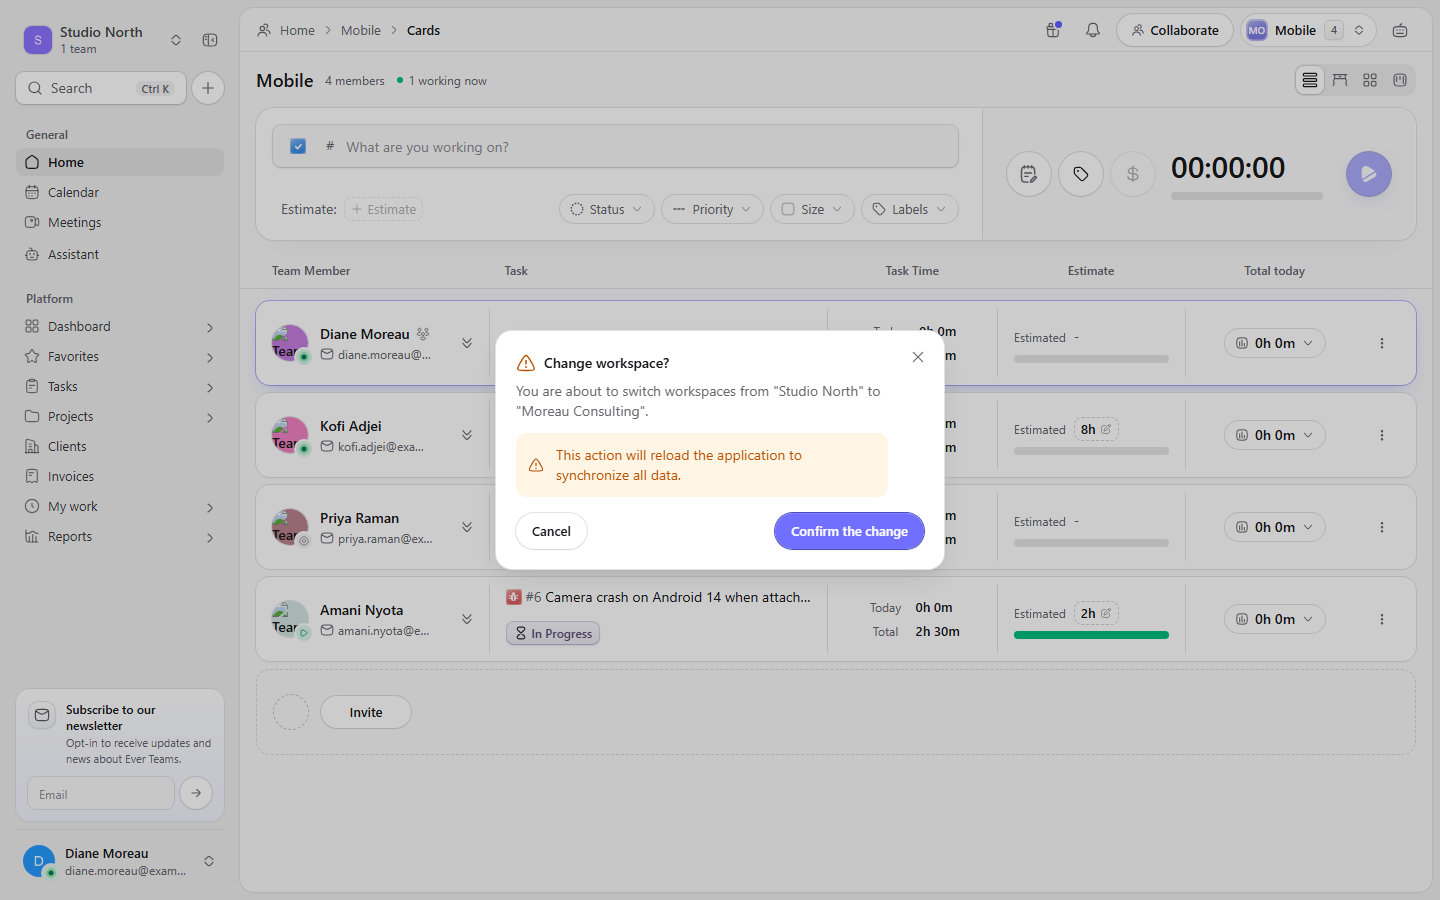 S
Studio North
1 team
Search
Ctrl K
General
Home
Calendar
Meetings
Assistant
Platform
Dashboard
Favorites
Tasks
Projects
Clients
Invoices
My work
Reports
Subscribe to our
newsletter
Opt-in to receive updates and
news about Ever Teams.
Email
D
Diane Moreau
diane.moreau@exam...
Home
Mobile
Cards
Collaborate
MO
Mobile
4
Mobile
4 members
1 working now
# What are you working on?
Estimate:
+ Estimate
Status
Priority
Size
Labels
$
00:00:00
Team Member
Task
Task Time
Estimate
Total today
Diane Moreau
diane.moreau@...
0h 0m
Estimated -
0h 0m
Kofi Adjei
kofi.adjei@exa...
Estimated
8h
0h 0m
Priya Raman
priya.raman@ex...
Estimated -
0h 0m
Amani Nyota
amani.nyota@e...
#6 Camera crash on Android 14 when attach...
In Progress
Today 0h 0m
Total 2h 30m
Estimated
2h
0h 0m
Invite
Change workspace?
You are about to switch workspaces from "Studio North" to
"Moreau Consulting".
This action will reload the application to
synchronize all data.
Cancel
Confirm the change